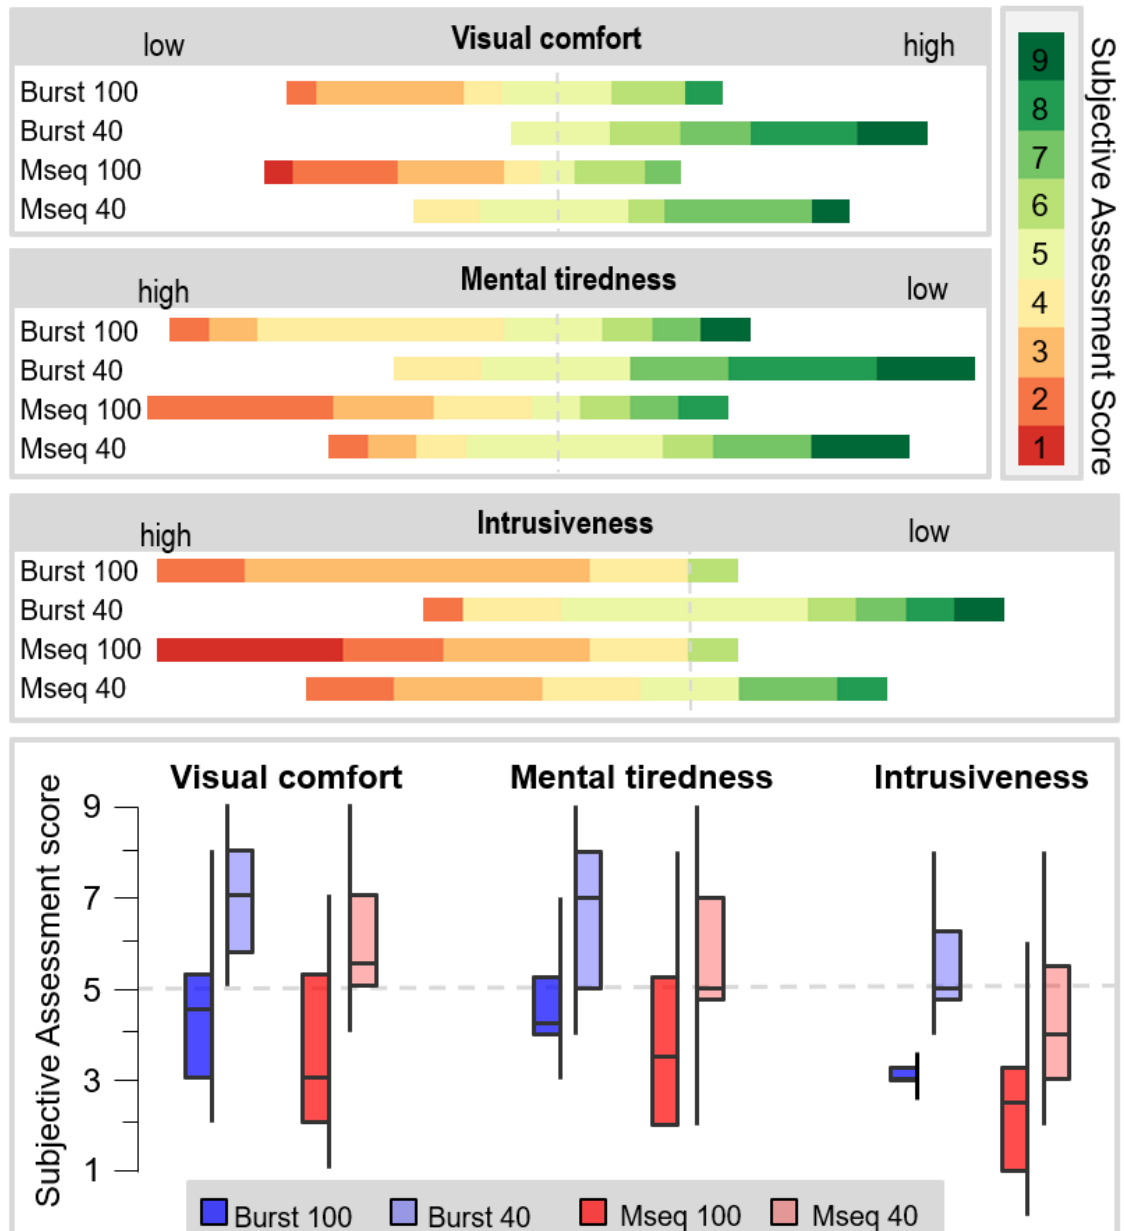 Visual comfort
low
high
Burst 100
Burst 40
Mseq 100
Mseq 40
Mental tiredness
high
low
Burst 100
Burst 40
Mseq 100
Mseq 40
Intrusiveness
high
low
Burst 100
Burst 40
Mseq 100
Mseq 40
9
8
7
6
5
4
3
2
1
Subjective Assessment Score
Visual comfort
Mental tiredness
Intrusiveness
Subjective Assessment score
9
7
5
3
1
Burst 100
Burst 40
Mseq 100
Mseq 40